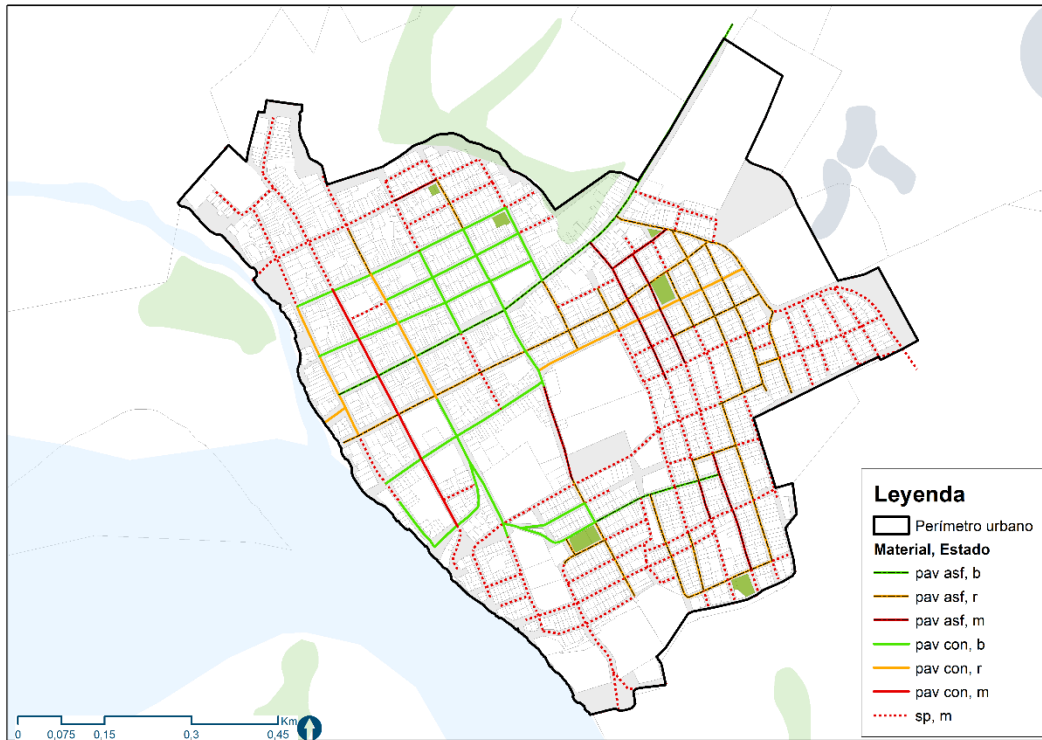 Leyenda
Perímetro urbano
Material, Estado
pav asf, b
pav asf, r
pav asf, m
pav con, b
pav con, r
pav con, m
sp, m
Km
0 0,075 0,15 0,3 0,45